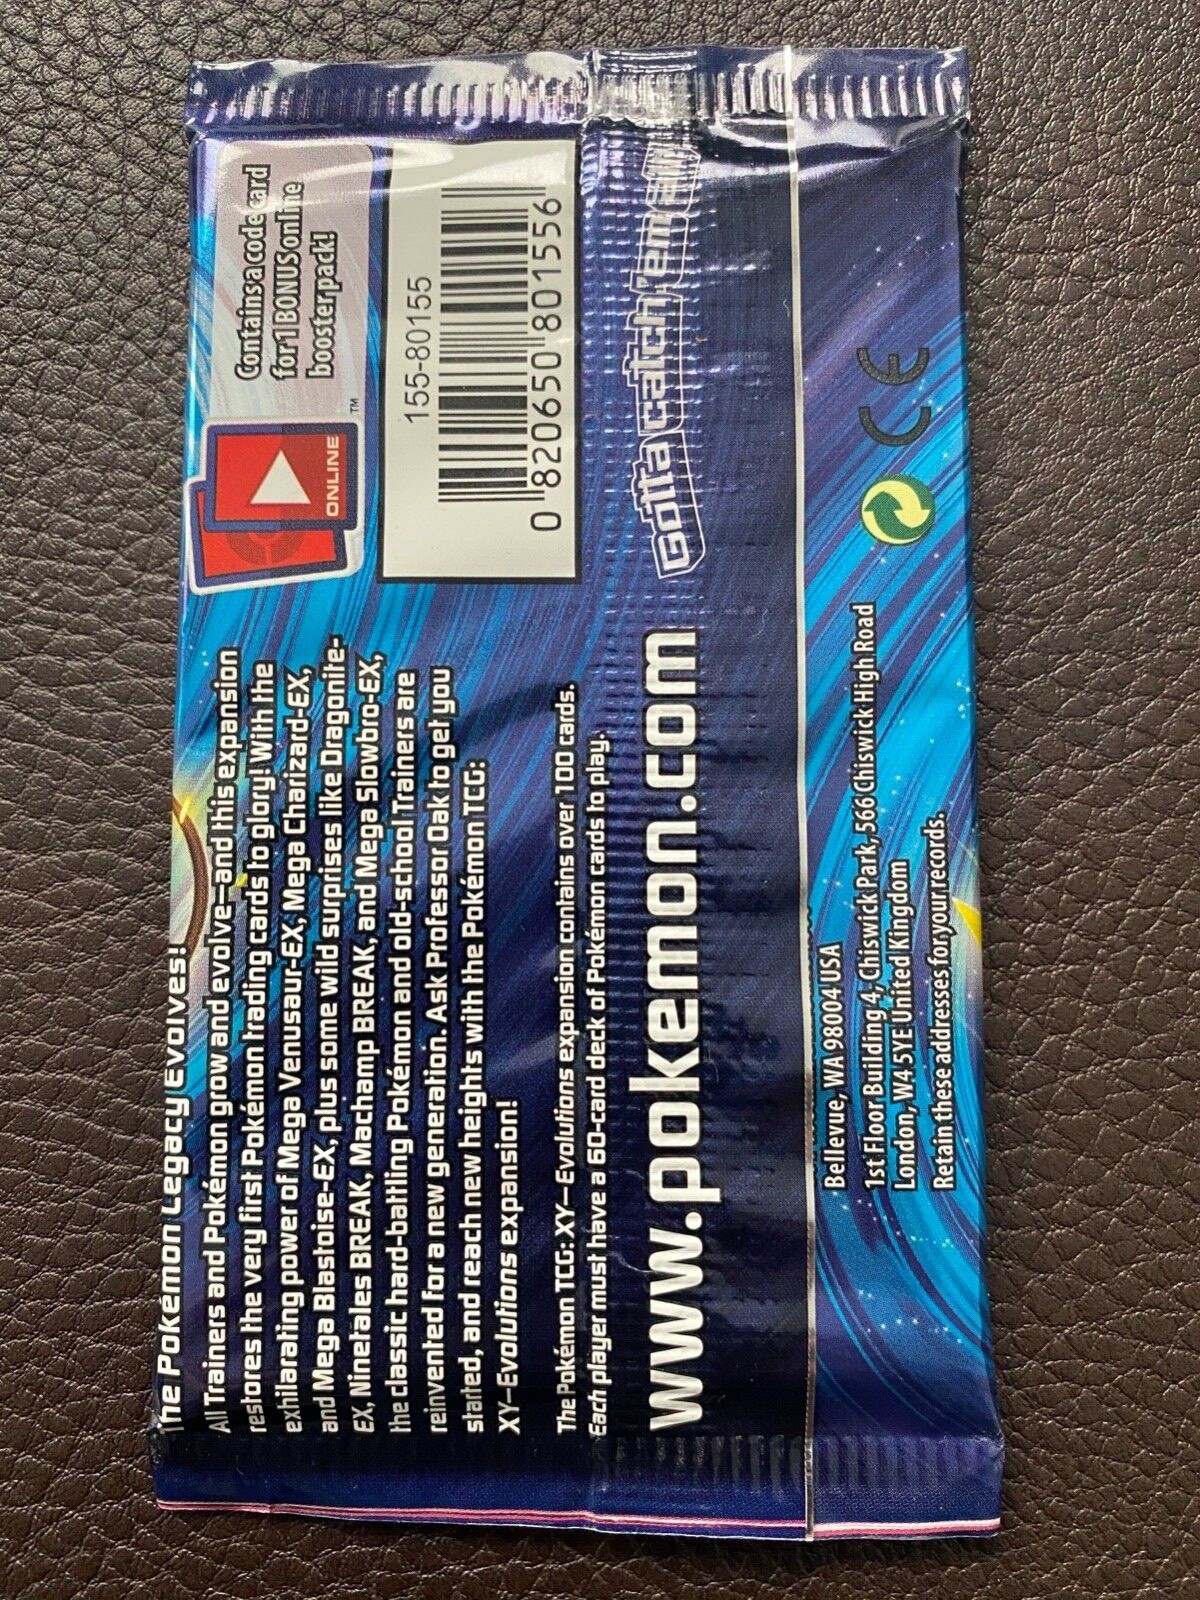 The Pokémon Legacy Evolves!
All Trainers and Pokémon grow and evolve—and this expansion
restores the very first Pokémon trading cards to glory! With the
exhilarating power of Mega Venusaur-EX, Mega Charizard-EX,
and Mega Blastoise-EX, plus some wild surprises like Dragonite-
EX, Ninetales BREAK, Machamp BREAK, and Mega Slowbro-EX,
the classic hard-battling Pokémon and old-school Trainers are
reinvented for a new generation. Ask Professor Oak to get you
started, and reach new heights with the Pokémon TCG:
XY—Evolutions expansion!
The Pokémon TCG: XY—Evolutions expansion contains over 100 cards.
Each player must have a 60-card deck of Pokémon cards to play.
www.pokemon.com
ONLINE
TM
Contains a code card
for 1 BONUS online
booster pack!
155-80155
0 820650 801556
Gotta catch 'em all!
Bellevue, WA 98004 USA
1st Floor Building 4, Chiswick Park, 566 Chiswick High Road
London, W4 5YE United Kingdom
Retain these addresses for your records.
CE